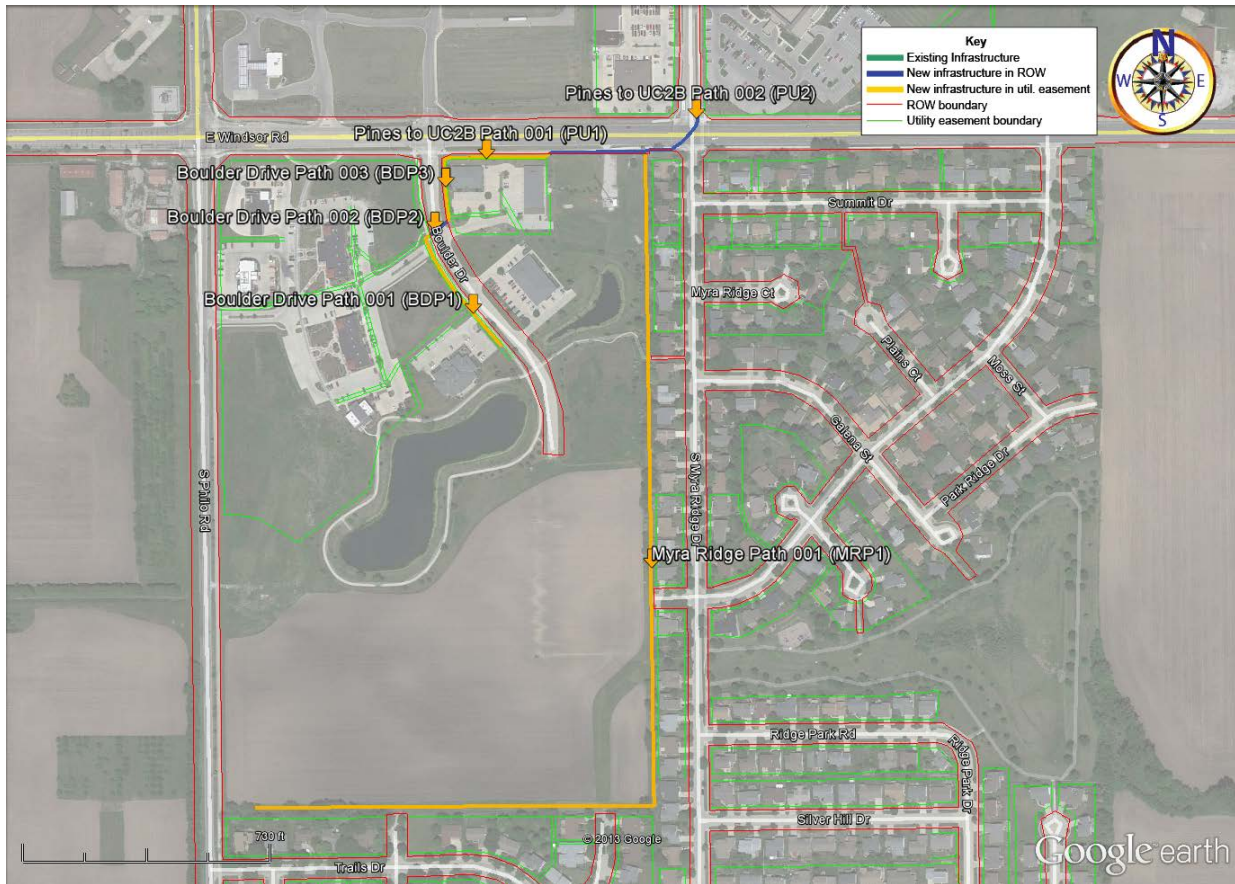 Key
Existing Infrastructure
New infrastructure in ROW
New infrastructure in util. easement
ROW boundary
Utility easement boundary
N
W
E
S
Pines to UC2B Path 002 (PU2)
E Windsor Rd
Pines to UC2B Path 001 (PU1)
Boulder Drive Path 003 (BDP3)
Boulder Drive Path 002 (BDP2)
Boulder Dr
Summit Dr
Myra Ridge Ct
Boulder Drive Path 001 (BDP1)
Plains Ct
Moss St
Galena St
Park Ridge Dr
S Philo Rd
S Myra Ridge Dr
Myra Ridge Path 001 (MRP1)
Ridge Park Rd
Ridge Park Dr
Silver Hill Dr
730 ft
© 2013 Google
Trails Dr
Google earth